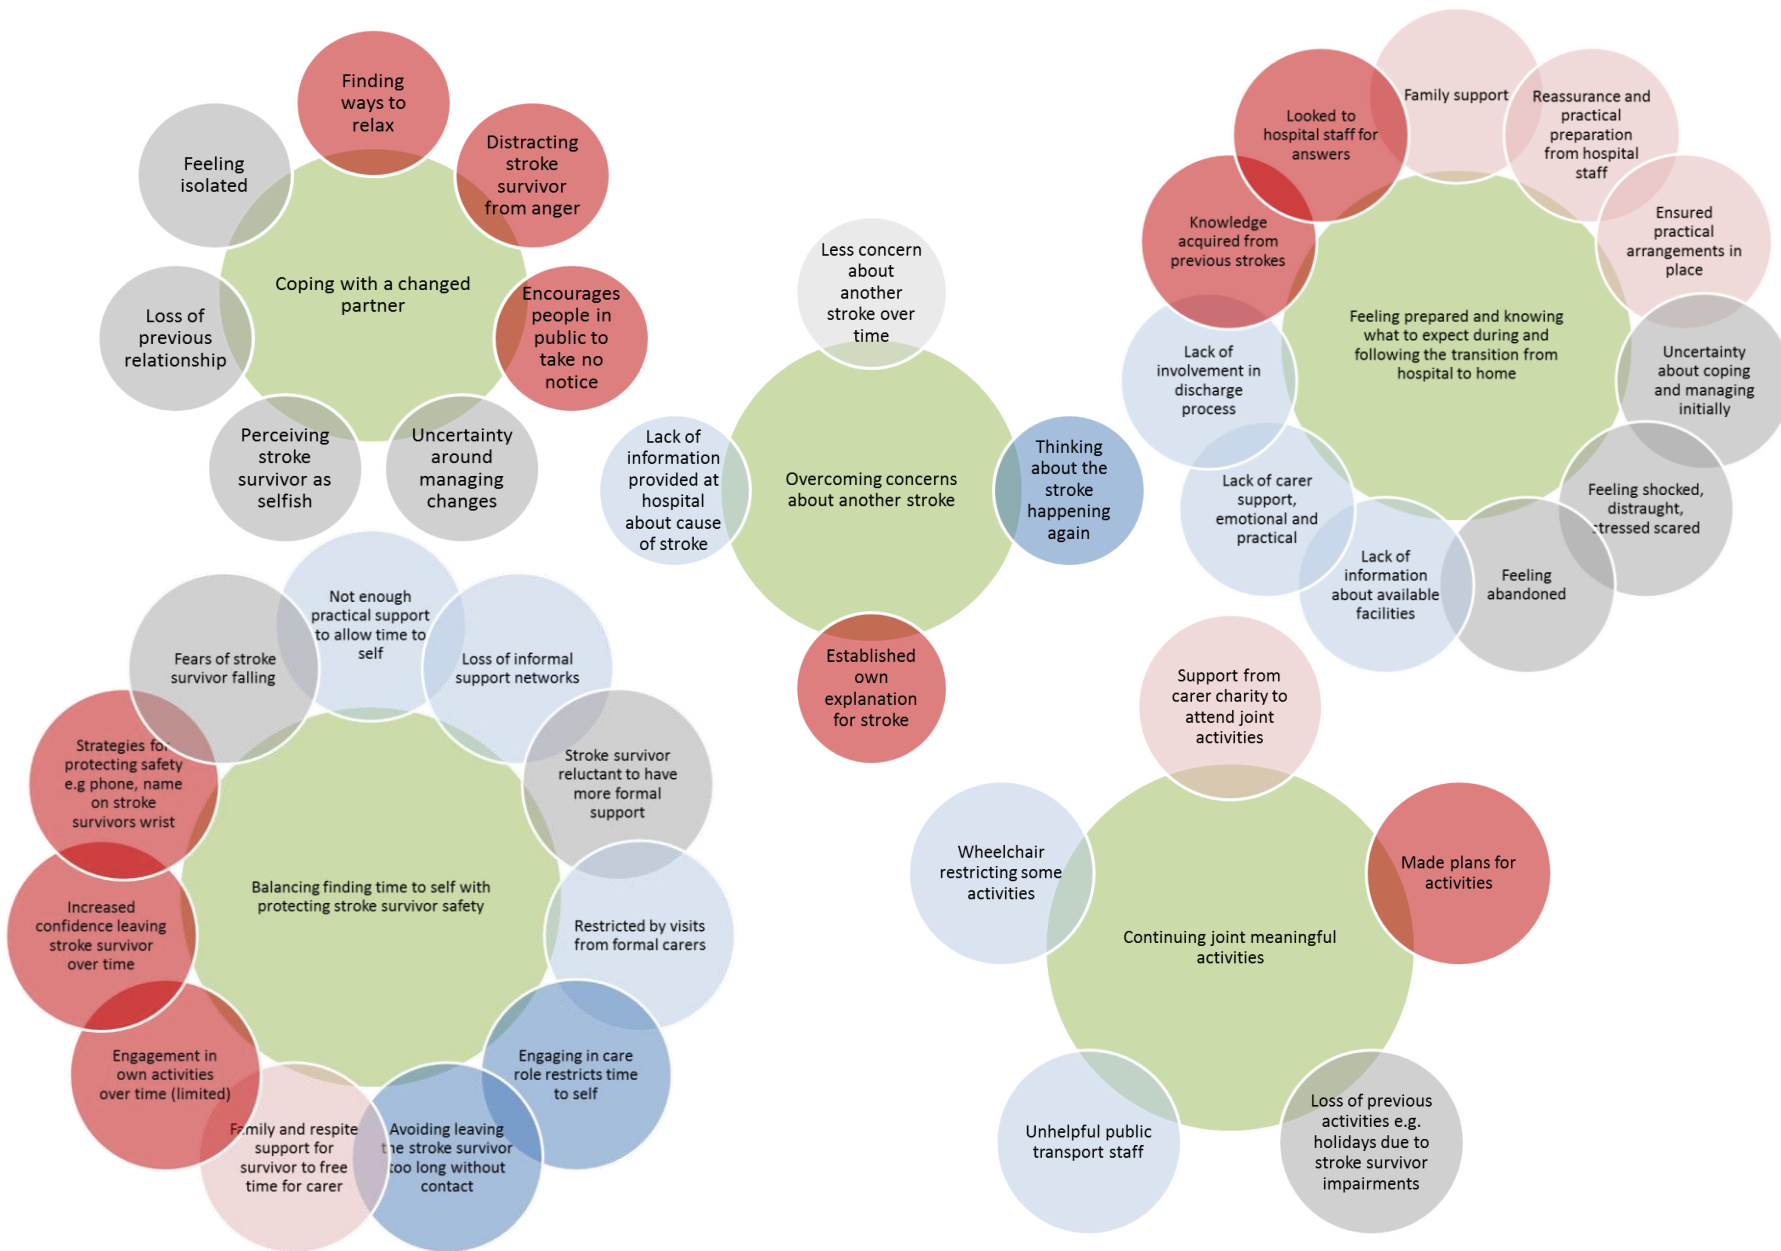 Finding
ways to
relax
Distracting
stroke
survivor
from anger
Encourages
people in
public to
take no
notice
Uncertainty
around
managing
changes
Perceiving
stroke
survivor as
selfish
Loss of
previous
relationship
Feeling
isolated
Coping with a changed
partner
Less concern
about
another
stroke over
time
Thinking
about the
stroke
happening
again
Established
own
explanation
for stroke
Lack of
information
provided at
hospital
about cause
of stroke
Overcoming concerns
about another stroke
Family support
Reassurance and
practical
preparation
from hospital
staff
Ensured
practical
arrangements in
place
Uncertainty
about coping
and managing
initially
Feeling shocked,
distraught,
stressed scared
Feeling
abandoned
Lack of
information
about available
facilities
Lack of carer
support,
emotional and
practical
Lack of
involvement in
discharge
process
Knowledge
acquired from
previous strokes
Looked to
hospital staff for
answers
Feeling prepared and knowing
what to expect during and
following the transition from
hospital to home
Not enough
practical support
to allow time to
self
Loss of informal
support networks
Stroke survivor
reluctant to have
more formal
support
Restricted by visits
from formal carers
Engaging in care
role restricts time
to self
Avoiding leaving
the stroke survivor
too long without
contact
Family and respite
support for
survivor to free
time for carer
Engagement in
own activities
over time (limited)
Increased
confidence leaving
stroke survivor
over time
Strategies for
protecting safety
e.g phone, name
on stroke
survivors wrist
Fears of stroke
survivor falling
Balancing finding time to self with
protecting stroke survivor safety
Support from
carer charity to
attend joint
activities
Made plans for
activities
Loss of previous
activities e.g.
holidays due to
stroke survivor
impairments
Unhelpful public
transport staff
Wheelchair
restricting some
activities
Continuing joint meaningful
activities